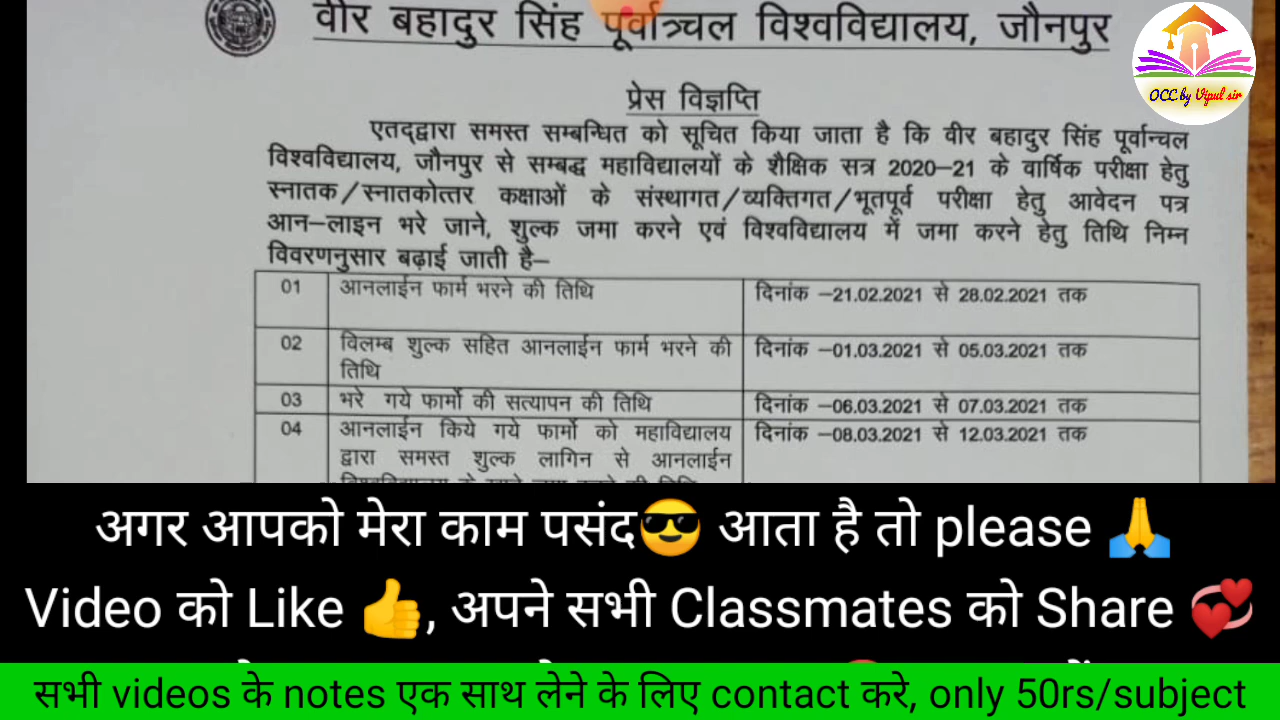 वीर बहादुर सिंह पूर्वान्चल विश्वविद्यालय, जौनपुर
OCC by Vipul sir
प्रेस विज्ञप्ति
एतद्द्वारा समस्त सम्बन्धित को सूचित किया जाता है कि वीर बहादुर सिंह पूर्वान्चल
विश्वविद्यालय, जौनपुर से सम्बद्ध महाविद्यालयों के शैक्षिक सत्र 2020–21 के वार्षिक परीक्षा हेतु
स्नातक/स्नातकोत्तर कक्षाओं के संस्थागत/व्यक्तिगत/भूतपूर्व परीक्षा हेतु आवेदन पत्र
आन–लाइन भरे जाने, शुल्क जमा करने एवं विश्वविद्यालय में जमा करने हेतु तिथि निम्न
विवरणनुसार बढ़ाई जाती है–
01 आनलाईन फार्म भरने की तिथि दिनांक –21.02.2021 से 28.02.2021 तक
02 विलम्ब शुल्क सहित आनलाईन फार्म भरने की दिनांक –01.03.2021 से 05.03.2021 तक
तिथि
03 भरे गये फार्मो की सत्यापन की तिथि दिनांक –06.03.2021 से 07.03.2021 तक
04 आनलाईन किये गये फार्मो को महाविद्यालय दिनांक –08.03.2021 से 12.03.2021 तक
द्वारा समस्त शुल्क लागिन से आनलाईन
अगर आपको मेरा काम पसंद😎 आता है तो please 🙏
Video को Like 👍, अपने सभी Classmates को Share 💞
सभी videos के notes एक साथ लेने के लिए contact करे, only 50rs/subject